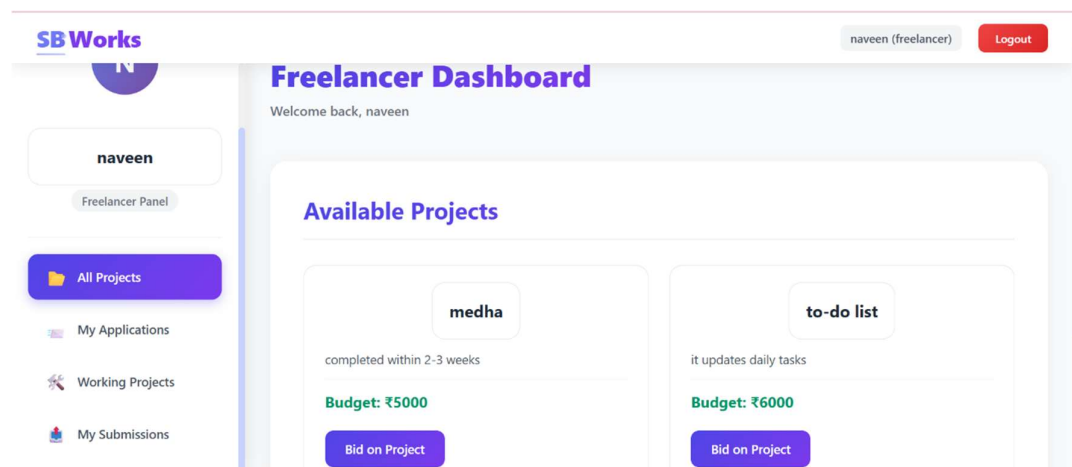 SB Works
naveen (freelancer)
Logout
N
naveen
Freelancer Panel
All Projects
My Applications
Working Projects
My Submissions
Freelancer Dashboard
Welcome back, naveen
Available Projects
medha
completed within 2-3 weeks
Budget: ₹5000
Bid on Project
to-do list
it updates daily tasks
Budget: ₹6000
Bid on Project